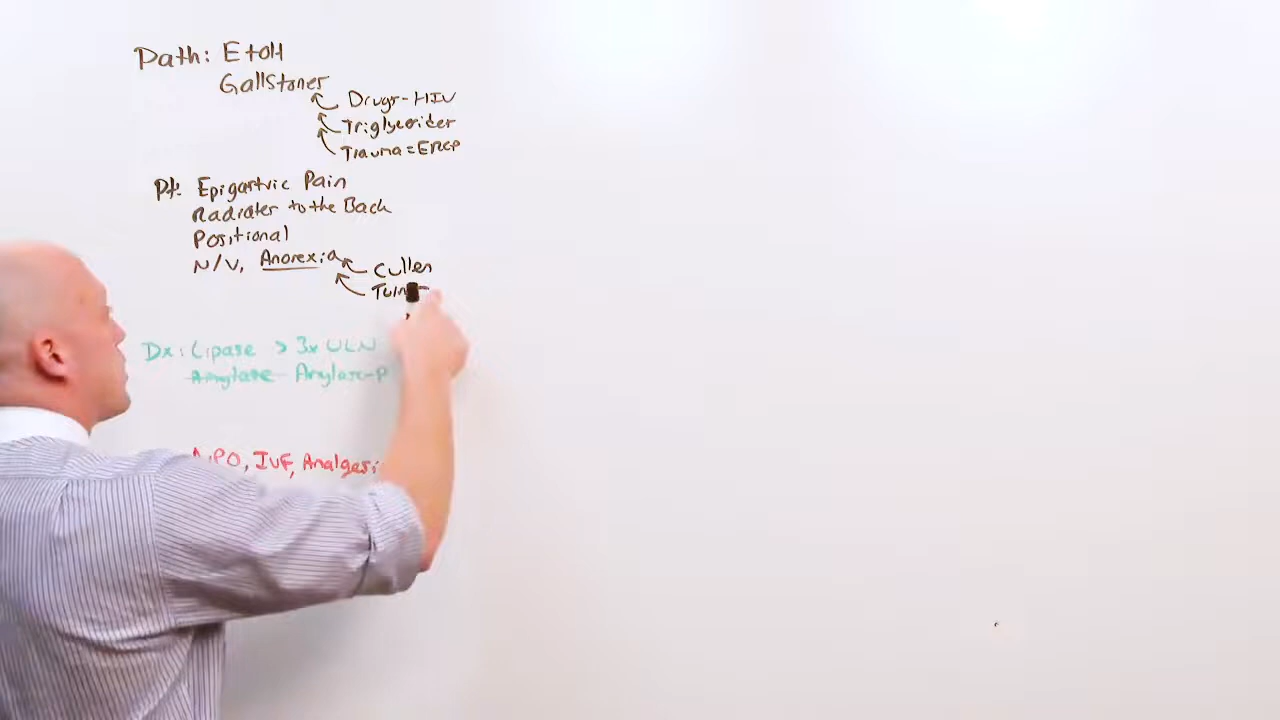 Path: EtoH
Gallstones
Drugs-HIV
Triglycerides
Trauma=ERCP
Pt: Epigastric Pain
Radiates to the Back
Positional
N/V, Anorexia
Cullen
Dx: Lipase > 3x ULN
Amylase Amylase-P
NPO, IVF, Analgesi